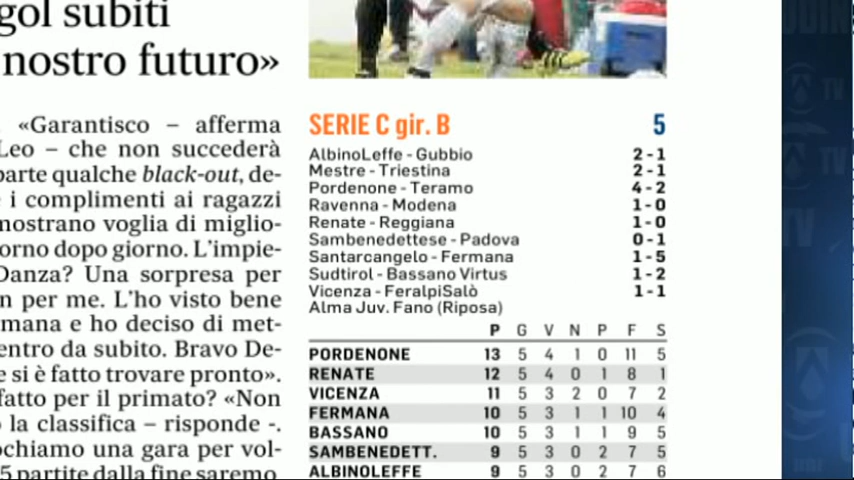 gol subiti
nostro futuro»
«Garantisco – afferma
Leo – che non succederà
parte qualche black-out, de-
e i complimenti ai ragazzi
mostrano voglia di miglio-
orno dopo giorno. L'impie-
Danza? Una sorpresa per
n per me. L'ho visto bene
mana e ho deciso di met-
entro da subito. Bravo De-
e si è fatto trovare pronto».
fatto per il primato? «Non
o la classifica – risponde -.
ochiamo una gara per vol-
5 partite dalla fine saremo
SERIE C gir. B 5
AlbinoLeffe - Gubbio 2 - 1
Mestre - Triestina 2 - 1
Pordenone - Teramo 4 - 2
Ravenna - Modena 1 - 0
Renate - Reggiana 1 - 0
Sambenedettese - Padova 0 - 1
Santarcangelo - Fermana 1 - 5
Sudtirol - Bassano Virtus 1 - 2
Vicenza - FeralpiSalò 1 - 1
Alma Juv. Fano (Riposa)
P G V N P F S
PORDENONE 13 5 4 1 0 11 5
RENATE 12 5 4 0 1 8 1
VICENZA 11 5 3 2 0 7 2
FERMANA 10 5 3 1 1 10 4
BASSANO 10 5 3 1 1 9 5
SAMBENEDETT. 9 5 3 0 2 7 5
ALBINOLEFFE 9 5 3 0 2 7 6
TV